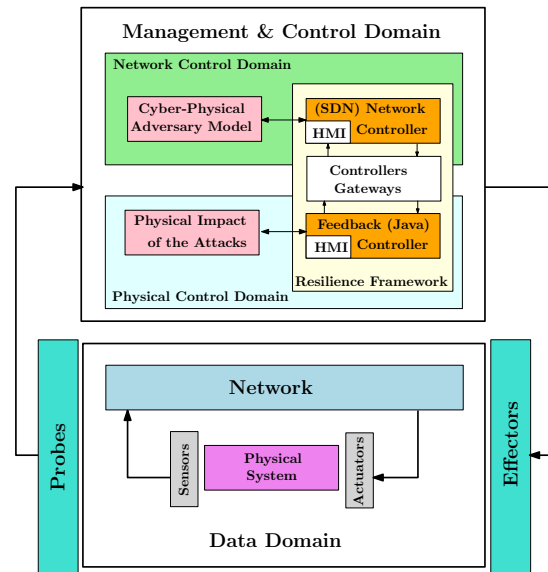 Management & Control Domain
Network Control Domain
Cyber-Physical
Adversary Model
(SDN) Network
HMI
Controller
Controllers
Gateways
Physical Impact
of the Attacks
Feedback (Java)
HMI
Controller
Resilience Framework
Physical Control Domain
Probes
Network
Sensors
Physical
System
Actuators
Effectors
Data Domain